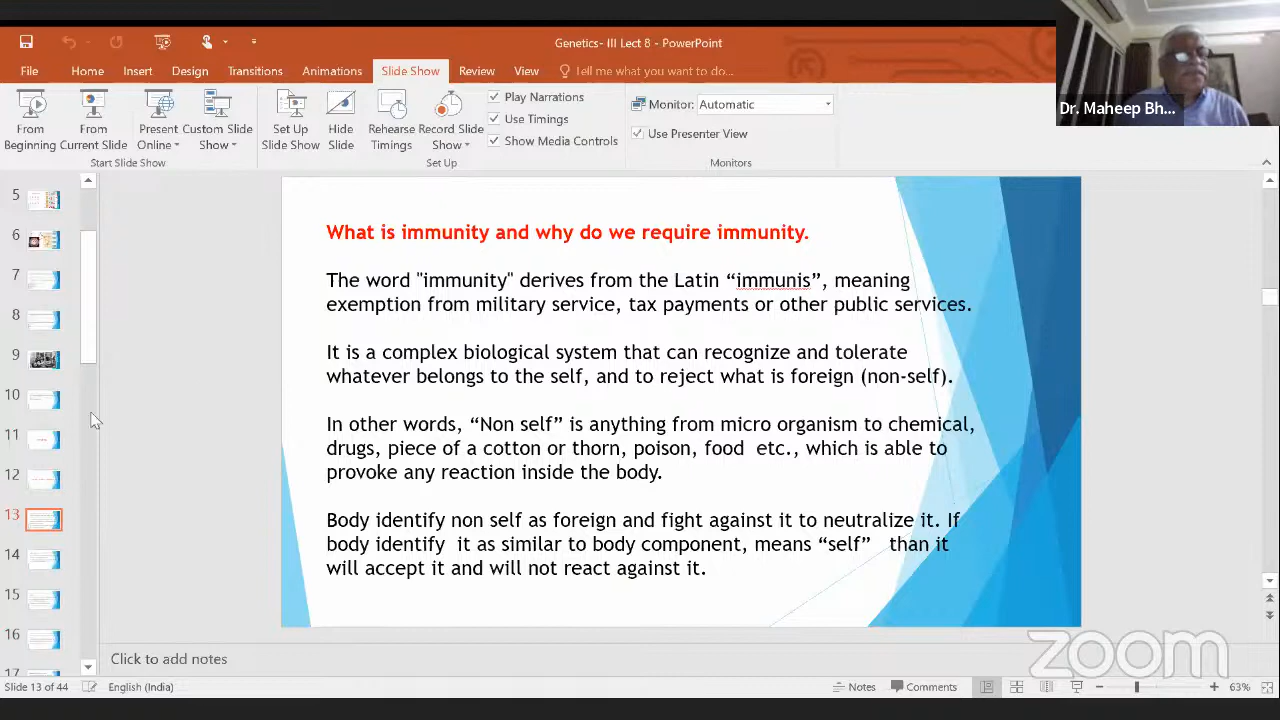 Genetics- III Lect 8 - PowerPoint
File Home Insert Design Transitions Animations Slide Show Review View Tell me what you want to do...
From Beginning
From Current Slide
Present Online
Custom Slide Show
Start Slide Show
Set Up Slide Show
Hide Slide
Rehearse Timings
Record Slide Show
Play Narrations
Use Timings
Show Media Controls
Set Up
Monitor: Automatic
Use Presenter View
Monitors
Dr. Maheep Bh...
5
6
7
8
9
10
11
12
13
14
15
16
17
What is immunity and why do we require immunity.
The word "immunity" derives from the Latin “immunis”, meaning
exemption from military service, tax payments or other public services.
It is a complex biological system that can recognize and tolerate
whatever belongs to the self, and to reject what is foreign (non-self).
In other words, “Non self” is anything from micro organism to chemical,
drugs, piece of a cotton or thorn, poison, food etc., which is able to
provoke any reaction inside the body.
Body identify non self as foreign and fight against it to neutralize it. If
body identify it as similar to body component, means “self” than it
will accept it and will not react against it.
Click to add notes
zoom
Slide 13 of 44 English (India) Notes Comments 63%